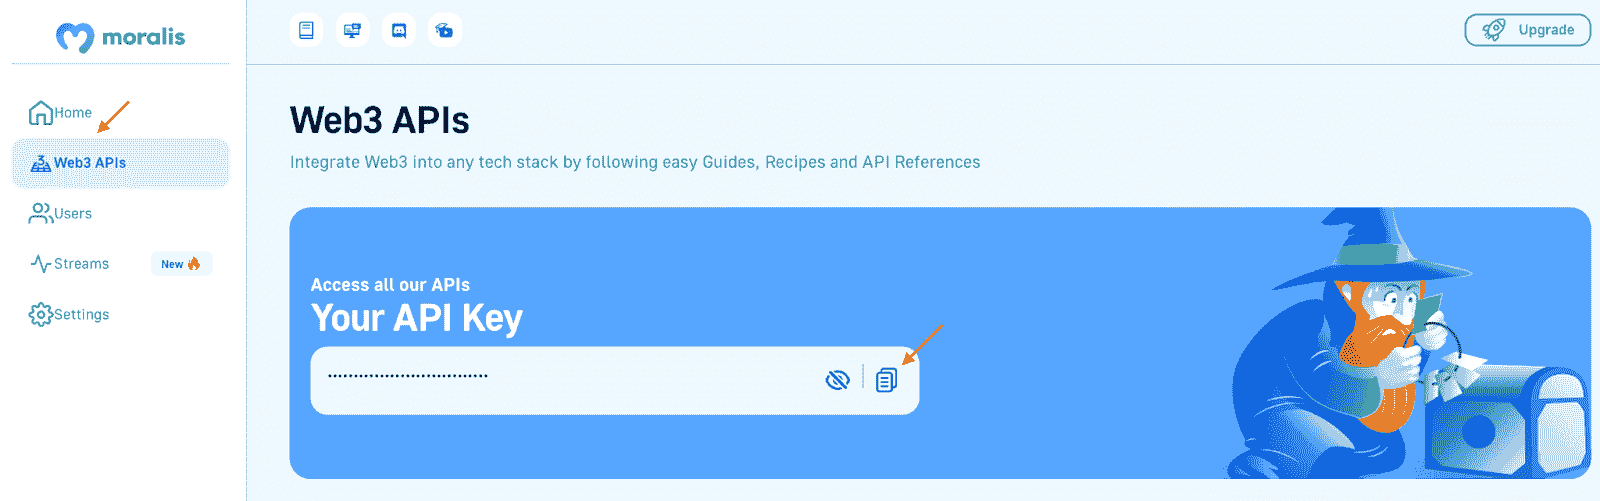 moralis
Upgrade
Home
Web3 APIs
Users
Streams New
Settings
Web3 APIs
Integrate Web3 into any tech stack by following easy Guides, Recipes and API References
Access all our APIs
Your API Key